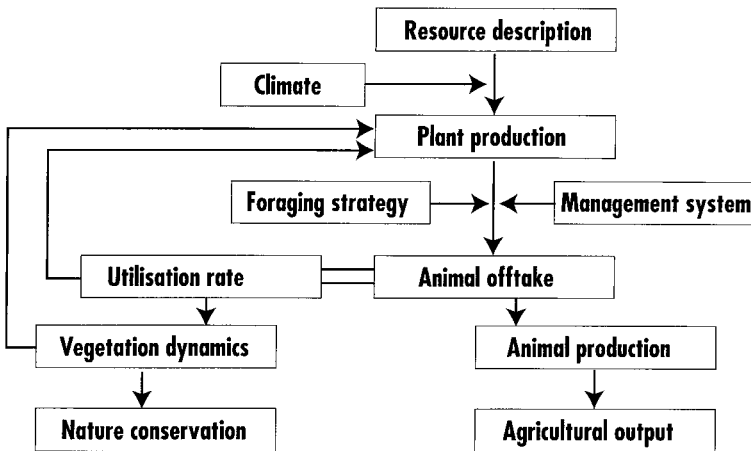 Resource description
Climate
Plant production
Foraging strategy
Management system
Utilisation rate
Animal offtake
Vegetation dynamics
Animal production
Nature conservation
Agricultural output